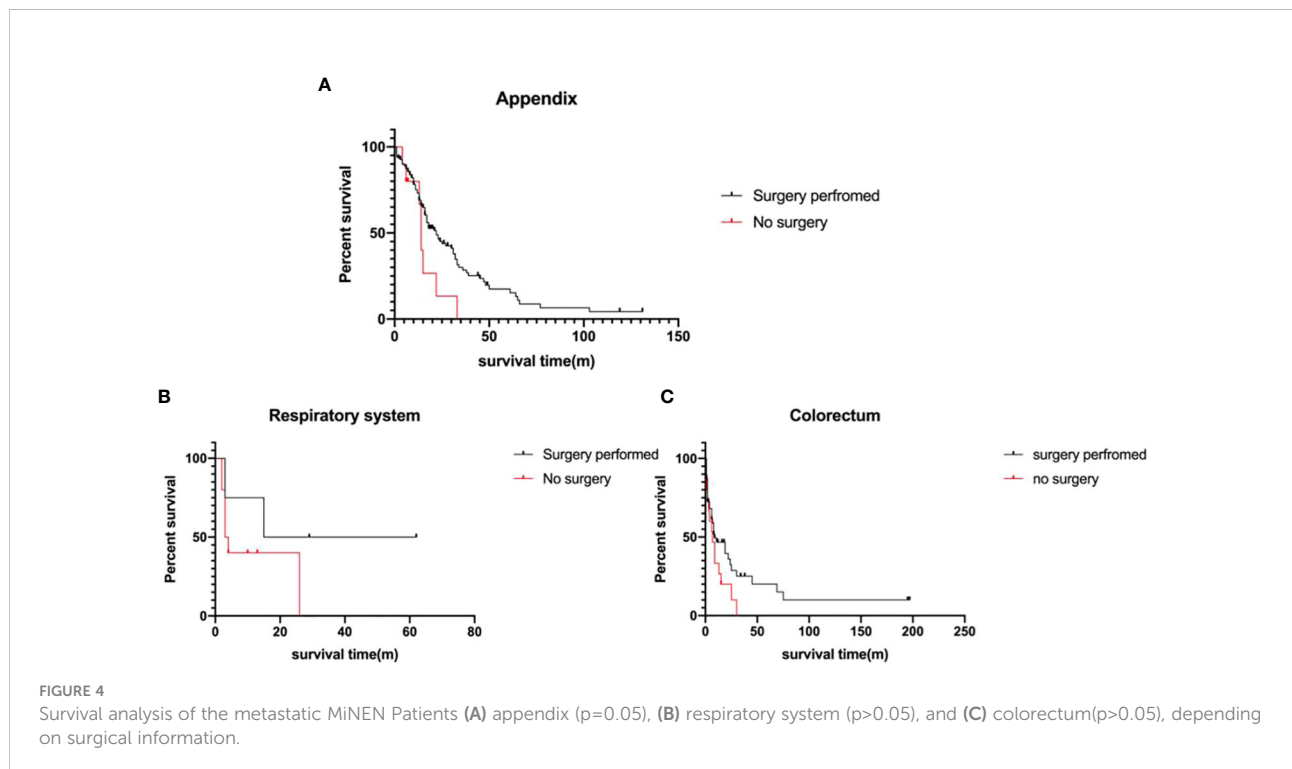 A
Appendix
Percent survival
100
50
0
0 50 100 150
survival time(m)
Surgery perfromed
No surgery
B
Respiratory system
Percent survival
100
50
0
0 20 40 60 80
survival time(m)
Surgery performed
No surgery
C
Colorectum
Percent survival
100
50
0
0 50 100 150 200 250
survival time(m)
surgery perfromed
no surgery
FIGURE 4
Survival analysis of the metastatic MiNEN Patients (A) appendix (p=0.05), (B) respiratory system (p>0.05), and (C) colorectum(p>0.05), depending
on surgical information.